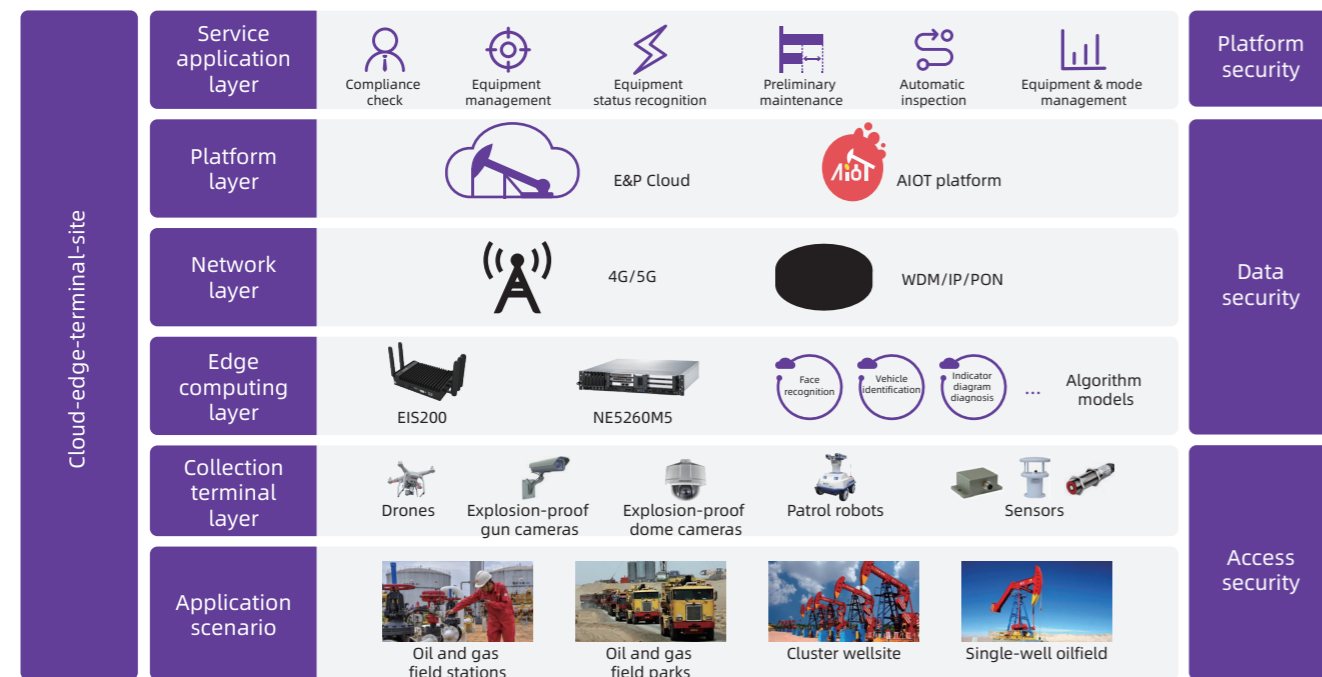 Cloud-edge-terminal-site
Service
application
layer
Compliance
check
Equipment
management
Equipment
status recognition
Preliminary
maintenance
Automatic
inspection
Equipment & mode
management
Platform
security
Platform
layer
E&P Cloud
AIOT
AIOT platform
Network
layer
4G/5G
WDM/IP/PON
Data
security
Edge
computing
layer
EIS200
NE5260M5
Face
recognition
Vehicle
identification
Indicator
diagram
diagnosis
...
Algorithm
models
Collection
terminal
layer
Drones
Explosion-proof
gun cameras
Explosion-proof
dome cameras
Patrol robots
Sensors
Access
security
Application
scenario
Oil and gas
field stations
Oil and gas
field parks
Cluster wellsite
Single-well oilfield